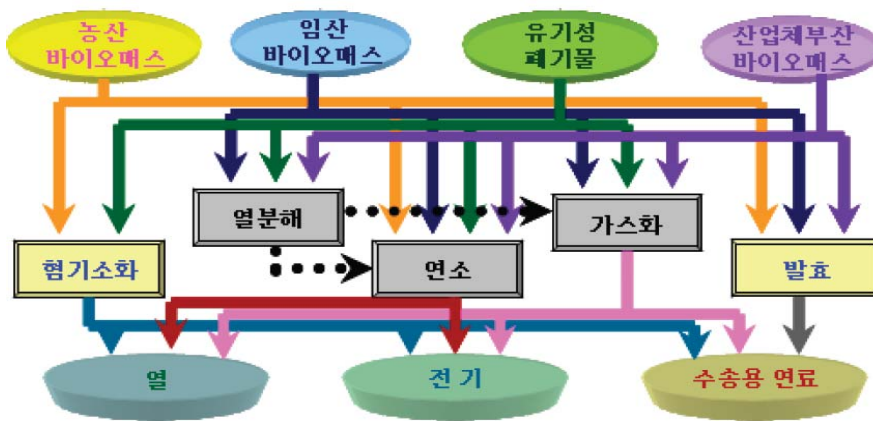 농산
바이오매스
임산
바이오매스
유기성
폐기물
산업체부산
바이오매스
열분해
가스화
혐기소화
연소
발효
열
전 기
수송용 연료